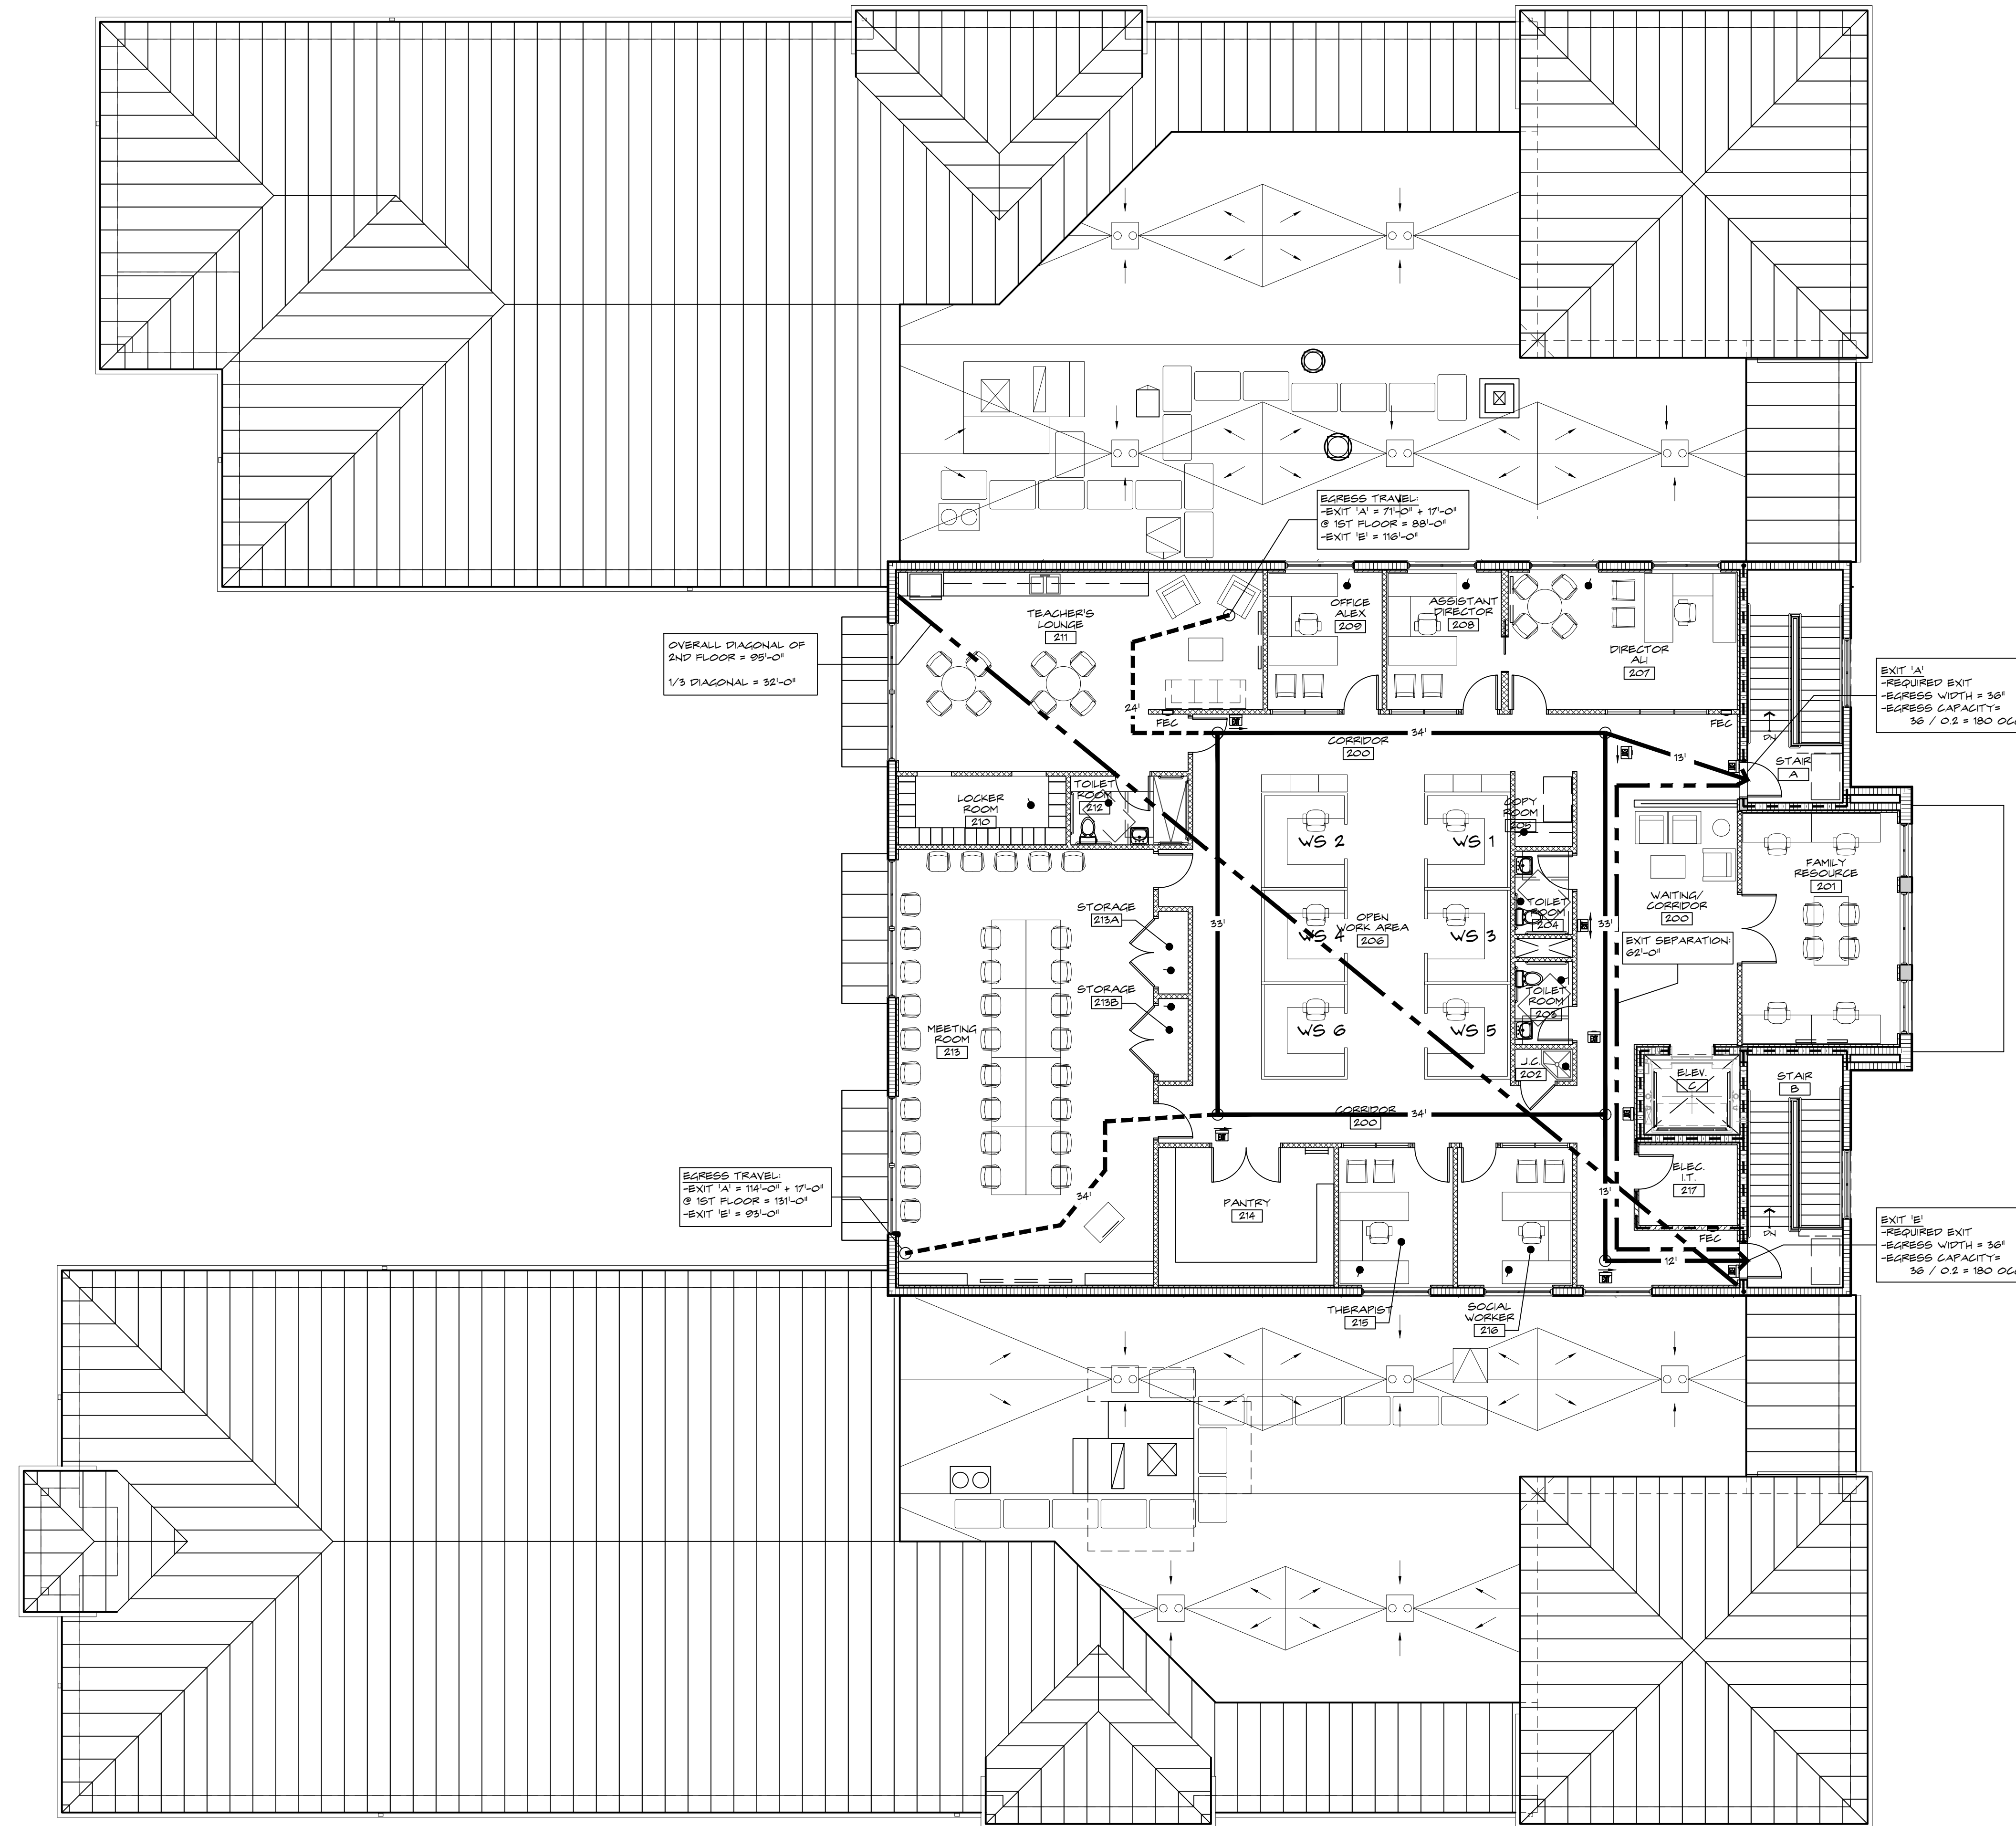 EGRESS TRAVEL:
-EXIT 'A' = 71'-0" + 17'-0"
@ 1ST FLOOR = 88'-0"
-EXIT 'E' = 116'-0"
OVERALL DIAGONAL OF
2ND FLOOR = 95'-0"
1/3 DIAGONAL = 32'-0"
TEACHER'S
LOUNGE
211
OFFICE
ALEX
209
ASSISTANT
DIRECTOR
208
DIRECTOR
ALI
207
EXIT 'A'
-REQUIRED EXIT
-EGRESS WIDTH = 36"
-EGRESS CAPACITY=
36 / 0.2 = 180
24'
FEC
FEC
DN
CORRIDOR
200
34'
13'
STAIR
A
LOCKER
ROOM
210
TOILET
ROOM
212
COPY
ROOM
205
WS 2
WS 1
FAMILY
RESOURCE
201
WAITING/
CORRIDOR
200
STORAGE
213A
33'
OPEN
WORK AREA
206
WS 4
WS 3
TOILET
ROOM
204
33'
EXIT SEPARATION:
62'-0"
STORAGE
213B
TOILET
ROOM
203
MEETING
ROOM
213
WS 6
WS 5
J.C.
202
ELEV.
C
STAIR
B
CORRIDOR
200
34'
EGRESS TRAVEL:
-EXIT 'A' = 114'-0" + 17'-0"
@ 1ST FLOOR = 131'-0"
-EXIT 'E' = 93'-0"
34'
PANTRY
214
13'
ELEC.
I.T.
217
DN
FEC
12'
EXIT 'E'
-REQUIRED EXIT
-EGRESS WIDTH = 36"
-EGRESS CAPACITY=
36 / 0.2 = 180
THERAPIST
215
SOCIAL
WORKER
216